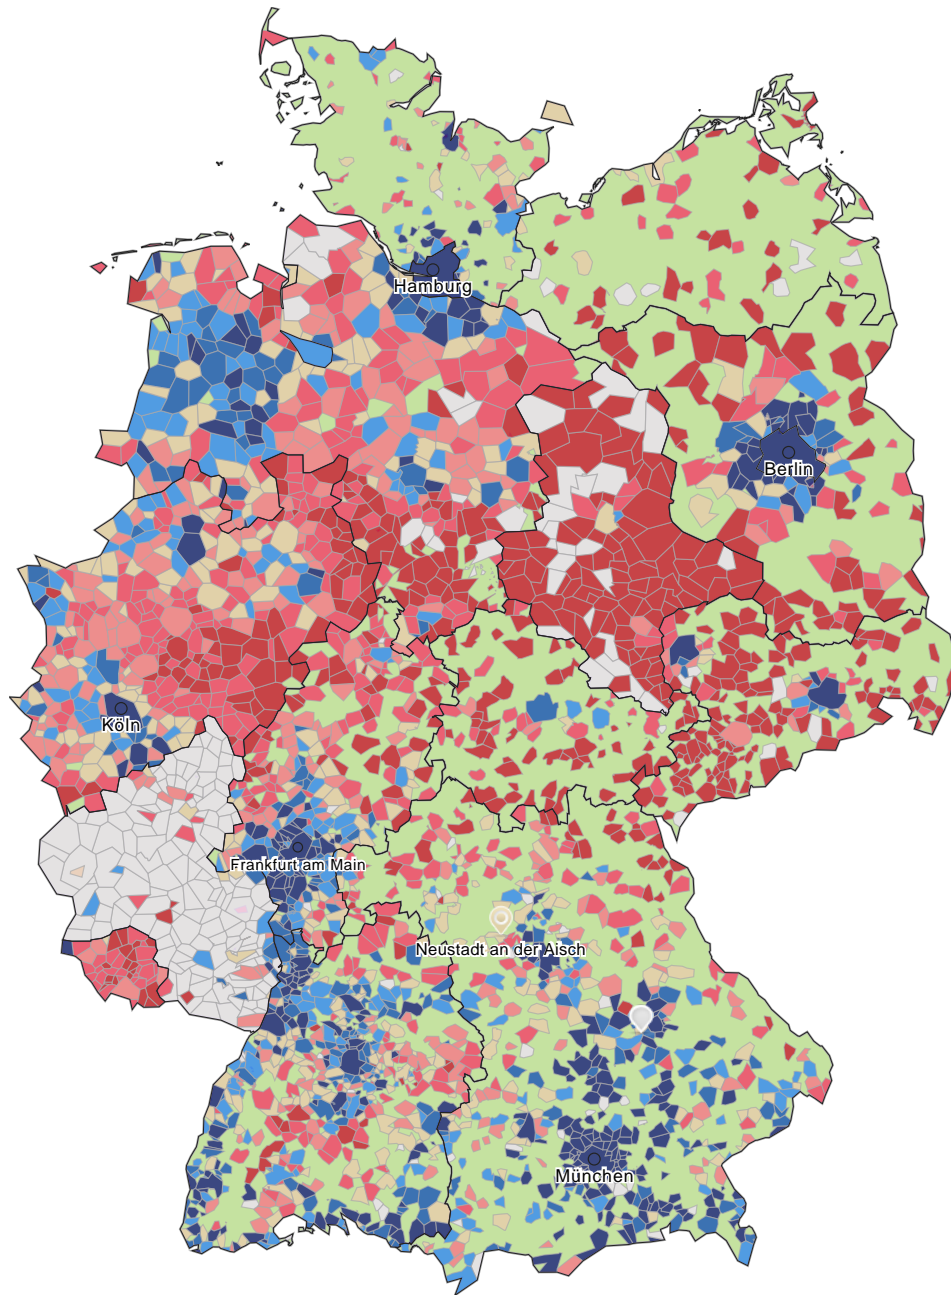 Hamburg
Berlin
Köln
Frankfurt am Main
Neustadt an der Aisch
München